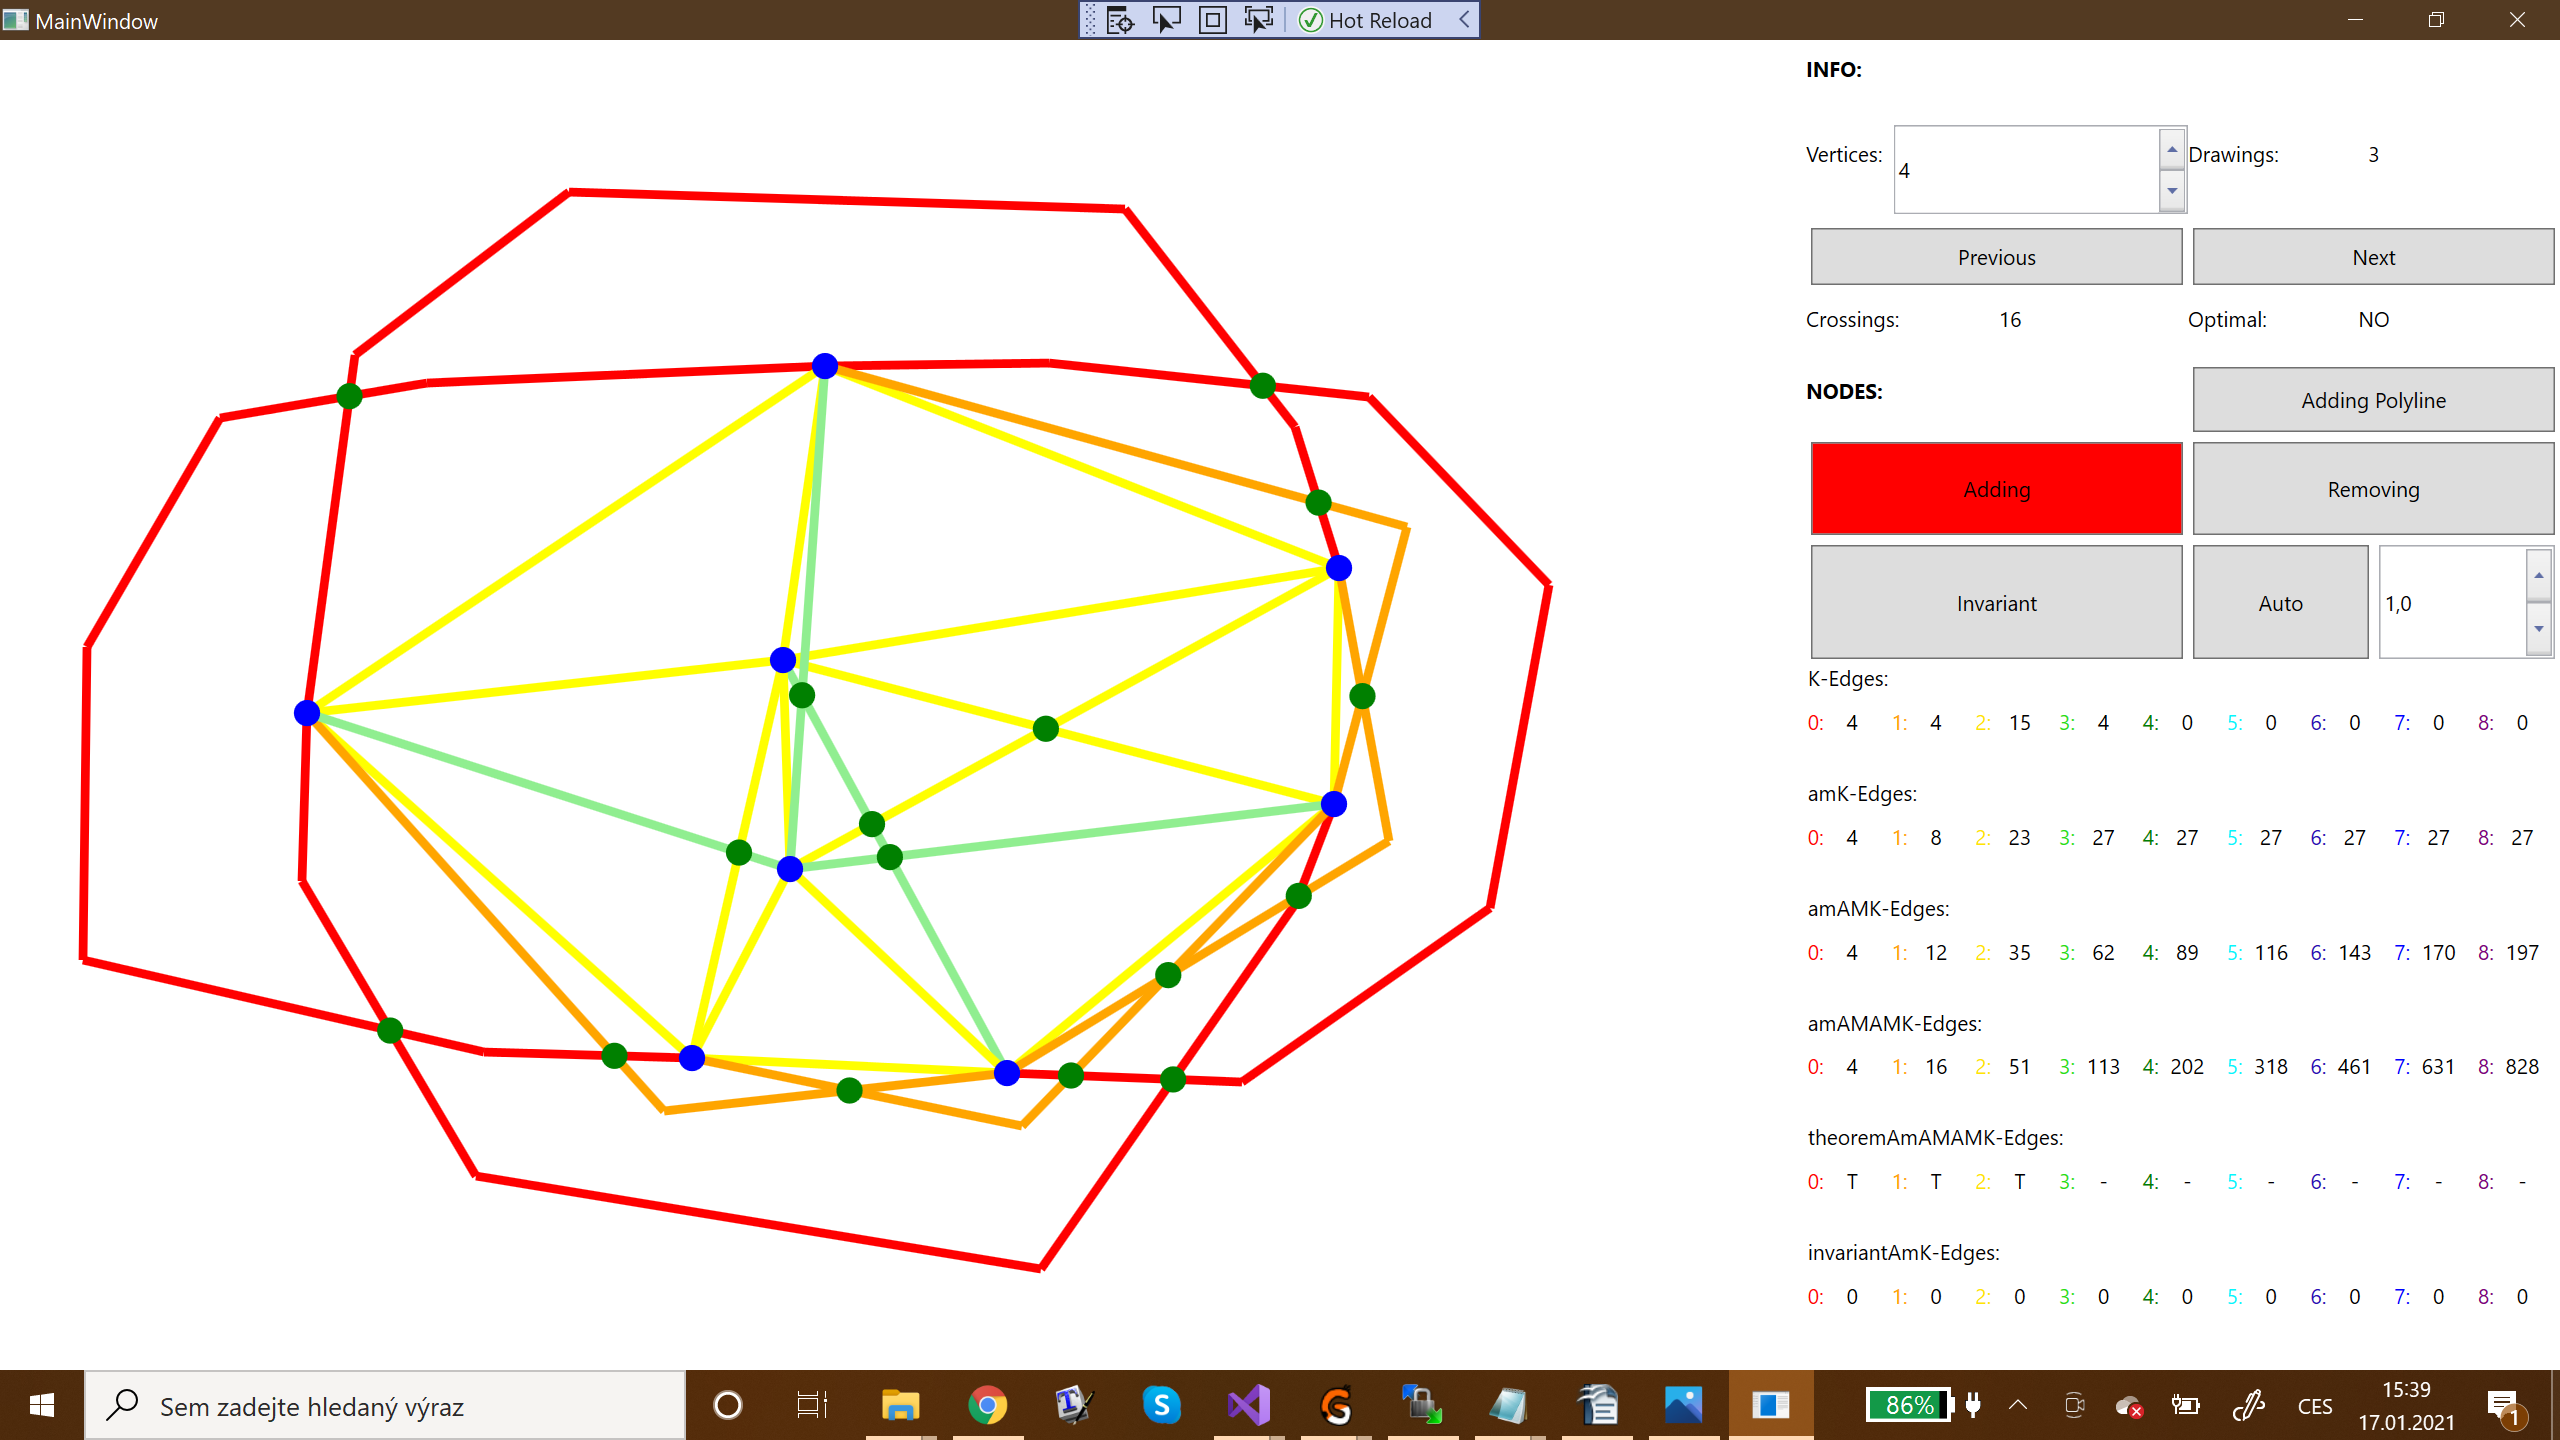 MainWindow
Hot Reload
INFO:
Vertices: 4 Drawings: 3
Previous Next
Crossings: 16 Optimal: NO
NODES: Adding Polyline
Adding Removing
Invariant Auto 1,0
K-Edges:
0: 4 1: 4 2: 15 3: 4 4: 0 5: 0 6: 0 7: 0 8: 0
amK-Edges:
0: 4 1: 8 2: 23 3: 27 4: 27 5: 27 6: 27 7: 27 8: 27
amAMK-Edges:
0: 4 1: 12 2: 35 3: 62 4: 89 5: 116 6: 143 7: 170 8: 197
amAMAMK-Edges:
0: 4 1: 16 2: 51 3: 113 4: 202 5: 318 6: 461 7: 631 8: 828
theoremAmAMAMK-Edges:
0: T 1: T 2: T 3: - 4: - 5: - 6: - 7: - 8: -
invariantAmK-Edges:
0: 0 1: 0 2: 0 3: 0 4: 0 5: 0 6: 0 7: 0 8: 0
Sem zadejte hledaný výraz
86%
CES
15:39
17.01.2021
1